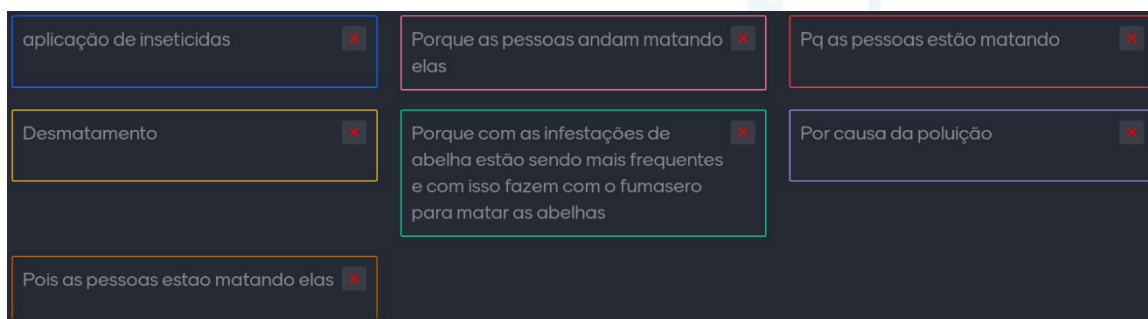 aplicação de inseticidas
Porque as pessoas andam matando
elas
Pq as pessoas estão matando
Desmatamento
Porque com as infestações de
abelha estão sendo mais frequentes
e com isso fazem com o fumasero
para matar as abelhas
Por causa da poluição
Pois as pessoas estao matando elas